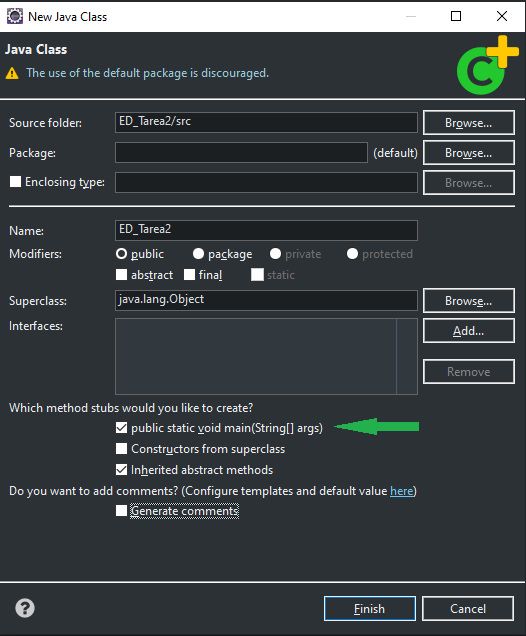 New Java Class
Java Class
The use of the default package is discouraged.
Source folder: ED_Tarea2/src Browse...
Package: (default) Browse...
Enclosing type: Browse...
Name: ED_Tarea2
Modifiers: public package private protected
abstract final static
Superclass: java.lang.Object Browse...
Interfaces: Add...
Remove
Which method stubs would you like to create?
public static void main(String[] args)
Constructors from superclass
Inherited abstract methods
Do you want to add comments? (Configure templates and default value here)
Generate comments
? Finish Cancel